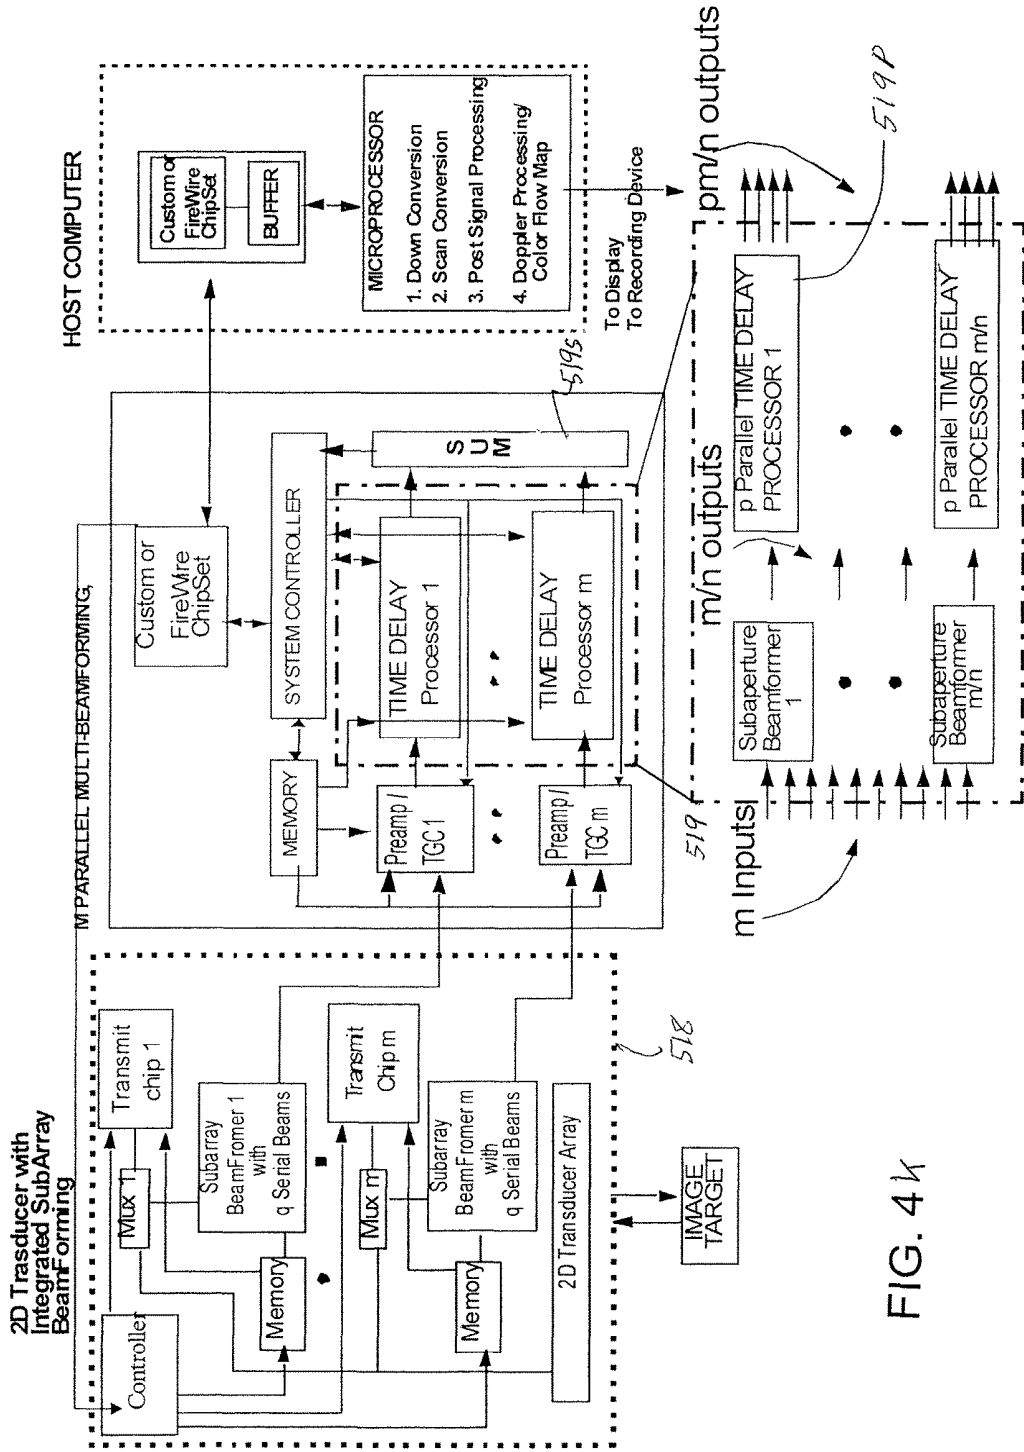 2D Trasducer with
Integrated SubArray
BeamForming
Controller
Transmit
chip 1
Mux 1
Subarray
BeamFromer 1
with
q Serial Beams
Memory
Transmit
Chip m
Mux m
Subarray
BeamFromer m
with
q Serial Beams
Memory
2D Transducer Array
518
IMAGE
TARGET
M PARALLEL MULTI-BEAMFORMING,
Custom or
FireWire
ChipSet
MEMORY
SYSTEM CONTROLLER
Preamp /
TGC 1
TIME DELAY
Processor 1
Preamp /
TGC m
TIME DELAY
Processor m
SUM
519s
519
HOST COMPUTER
Custom or
FireWire
ChipSet
BUFFER
MICROPROCESSOR
1. Down Conversion
2. Scan Conversion
3. Post Signal Processing
4. Doppler Processing/
Color Flow Map
To Display
To Recording Device
m Inputs
m/n outputs
pm/n outputs
Subaperture
Beamformer
1
p Parallel TIME DELAY
PROCESSOR 1
Subaperture
Beamformer
m/n
p Parallel TIME DELAY
PROCESSOR m/n
519P
FIG. 4k